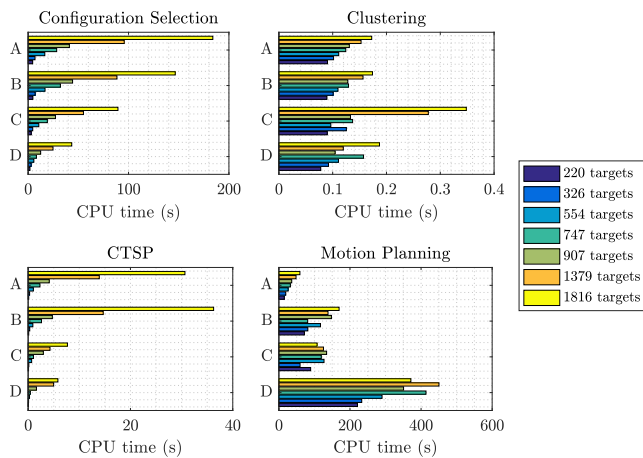 Configuration Selection
A
B
C
D
0
100
200
CPU time (s)
Clustering
A
B
C
D
0
0.1
0.2
0.3
0.4
CPU time (s)
CTSP
A
B
C
D
0
20
40
CPU time (s)
Motion Planning
A
B
C
D
0
200
400
600
CPU time (s)
220 targets
326 targets
554 targets
747 targets
907 targets
1379 targets
1816 targets